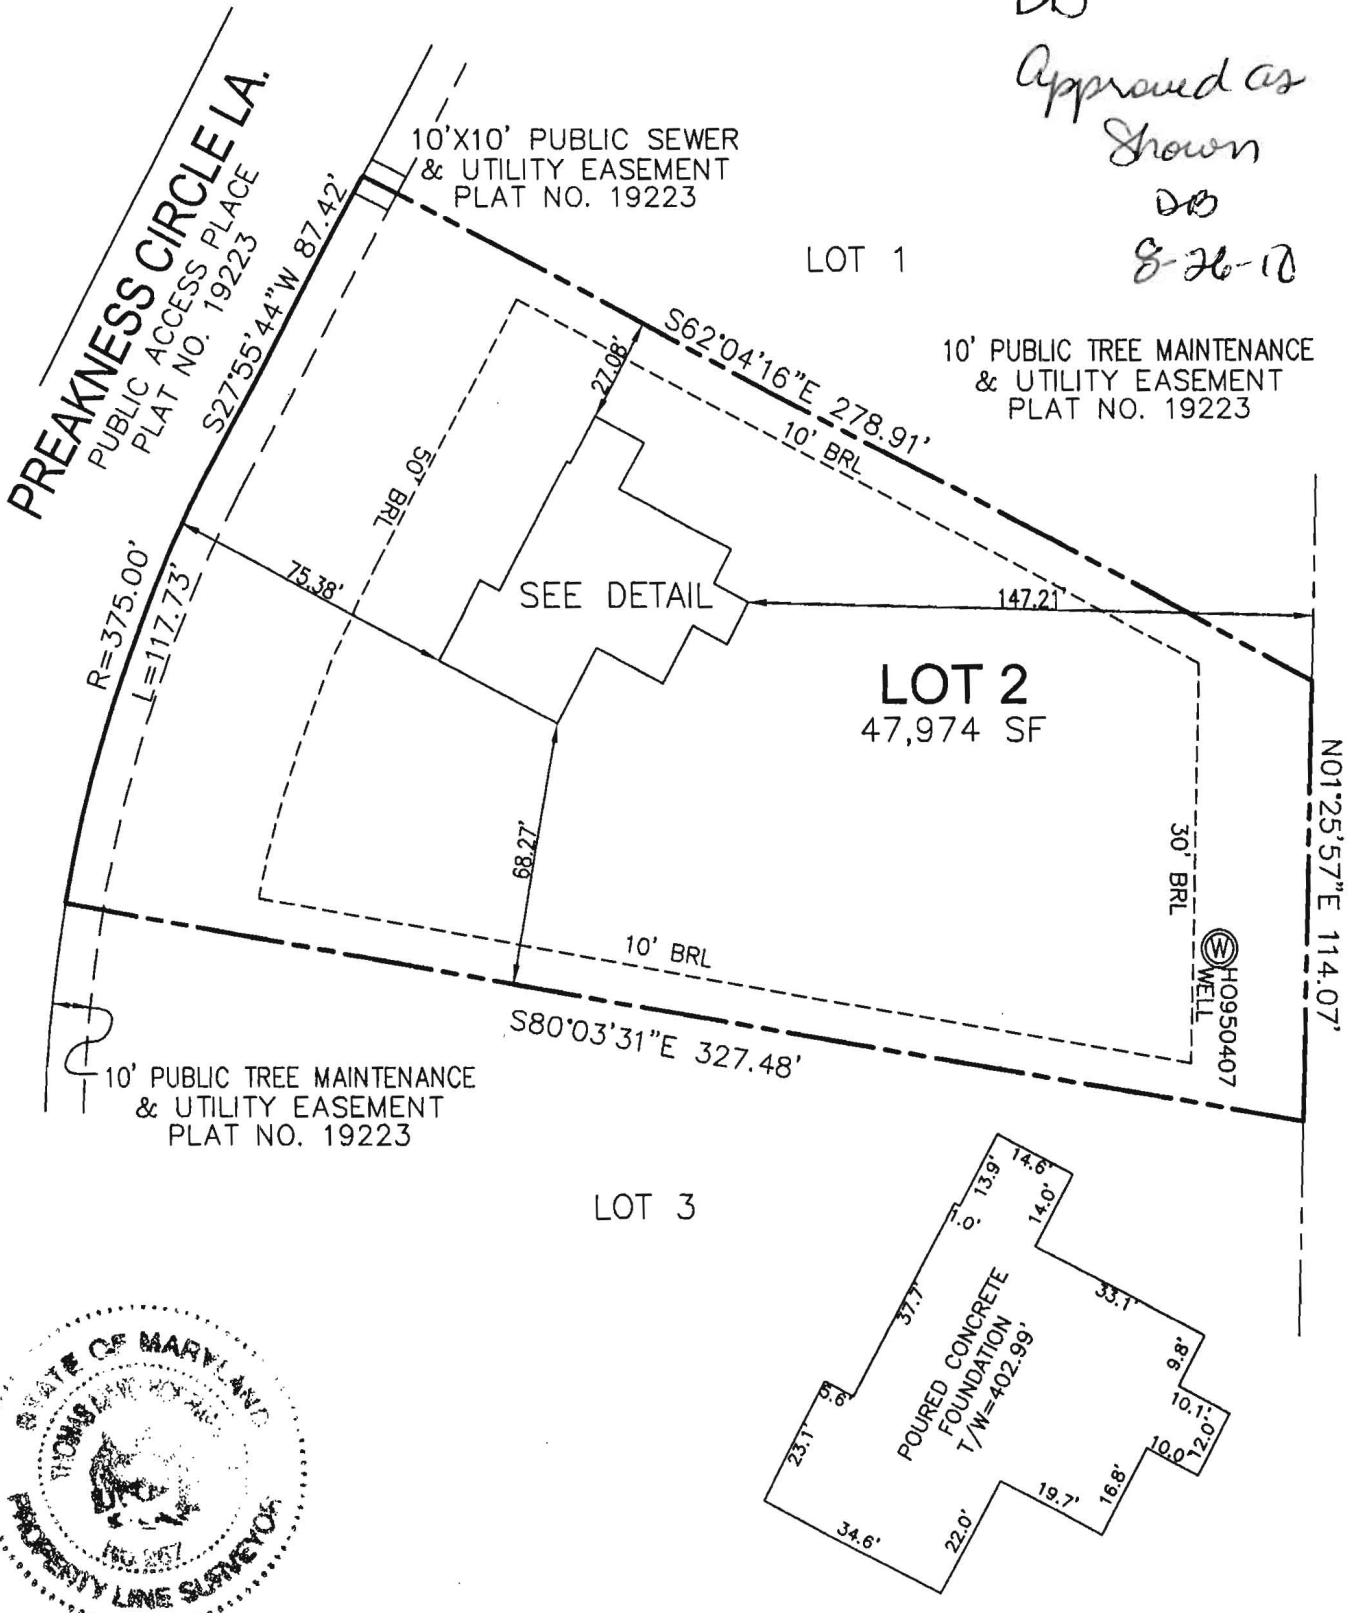 DB
Approved as
Shown
DB
8-26-10
PREAKNESS CIRCLE LA.
PUBLIC ACCESS PLACE
PLAT NO. 19223
S27°55'44"W 87.42'
10'X10' PUBLIC SEWER
& UTILITY EASEMENT
PLAT NO. 19223
LOT 1
10' PUBLIC TREE MAINTENANCE
& UTILITY EASEMENT
PLAT NO. 19223
S62°04'16"E 278.91'
10' BRL
27.08'
50' BRL
75.38'
SEE DETAIL
147.21'
R=375.00'
L=117.73'
LOT 2
47,974 SF
N01°25'57"E 114.07'
30' BRL
68.27'
10' BRL
W
HO950407
WELL
S80°03'31"E 327.48'
10' PUBLIC TREE MAINTENANCE
& UTILITY EASEMENT
PLAT NO. 19223
LOT 3
14.6'
13.9'
14.0'
1.0'
33.1'
37.7'
POURED CONCRETE
FOUNDATION
T/W=402.99'
9.8'
10.1'
12.0'
10.0'
5.6'
23.1'
16.8'
19.7'
22.0'
34.6'
STATE OF MARYLAND
THOMAS
PROPERTY LINE SURVEYOR